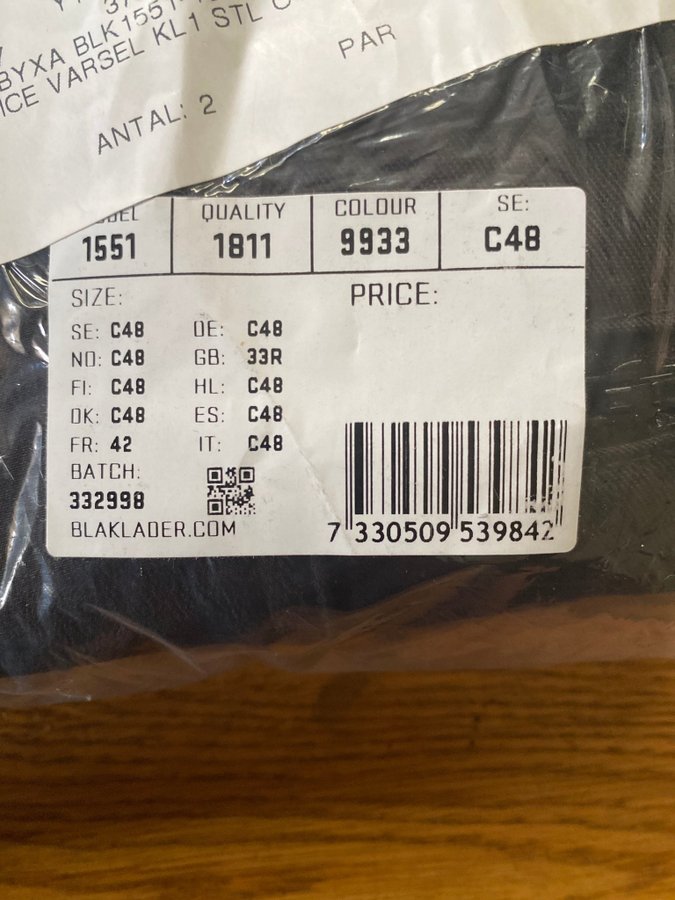 BYXA BLK1551
ICE VARSEL KL1 STL C
ANTAL: 2
PAR
QUALITY COLOUR SE:
1551 1811 9933 C48
SIZE: PRICE:
SE: C48 DE: C48
NO: C48 GB: 33R
FI: C48 HL: C48
DK: C48 ES: C48
FR: 42 IT: C48
BATCH:
332998
BLAKLADER.COM
7 330509 539842